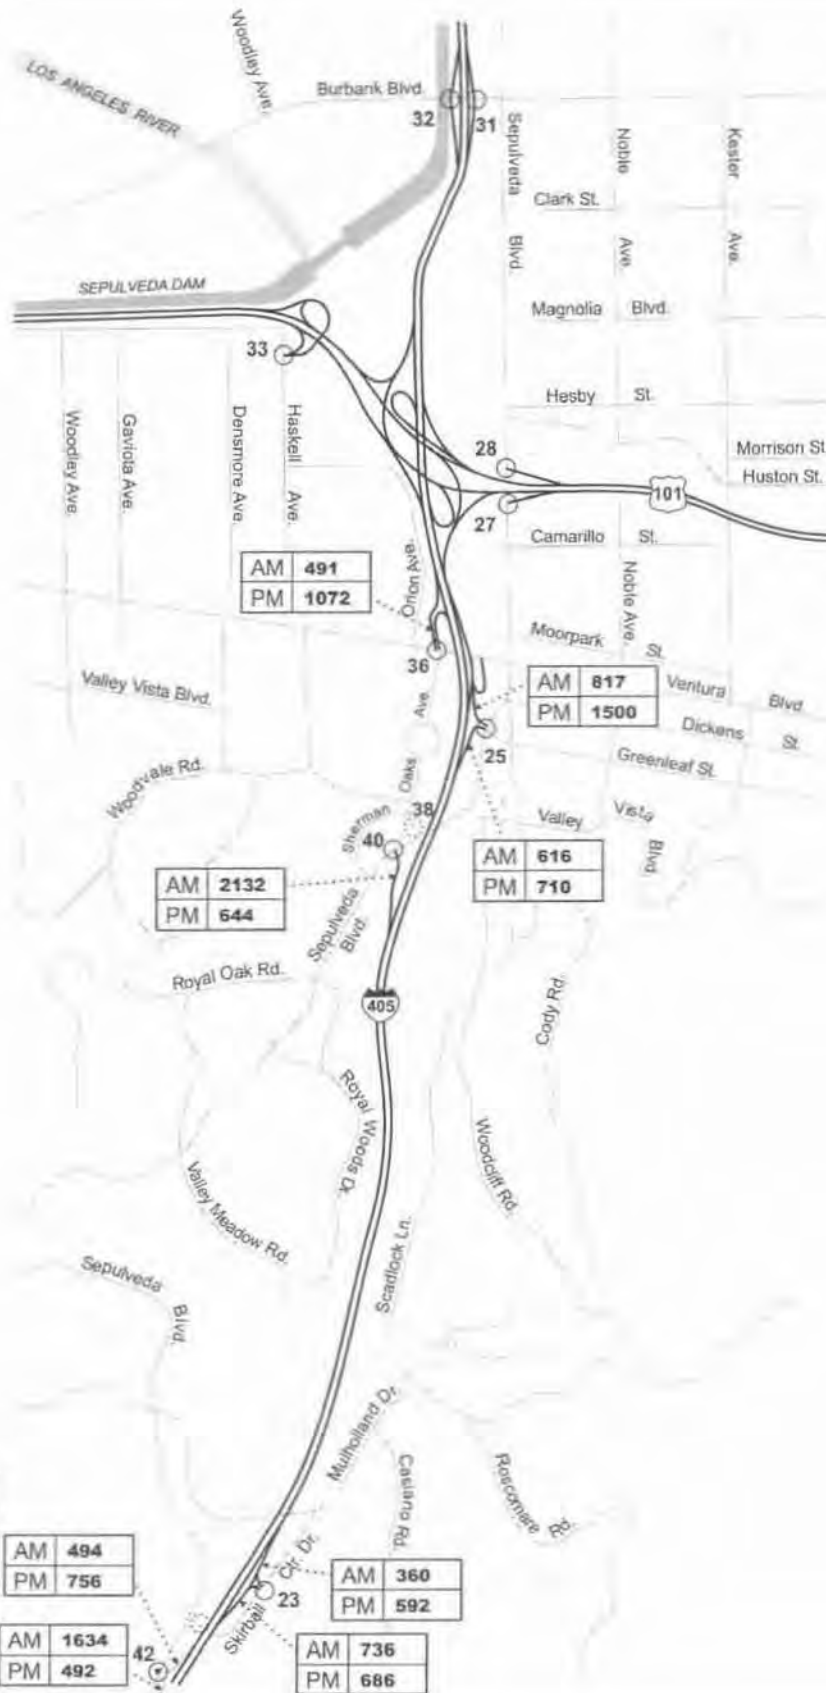 Woodley Ave.
LOS ANGELES RIVER
Burbank Blvd.
32
31
Sepulveda
Blvd.
Noble
Ave.
Kester
Ave.
Clark St.
SEPULVEDA DAM
Magnolia Blvd.
33
Hesby St.
Woodley Ave.
Gaviota Ave.
Densmore Ave
Haskell
Ave.
28
Morrison St
Huston St.
101
27
Camarillo St.
AM 491
PM 1072
Orion Ave.
Noble Ave.
Moorpark St.
36
Valley Vista Blvd.
AM 817
PM 1500
Ventura Blvd
Dickens St.
25
Greenleaf St.
Woodvale Rd.
Sherman
Oaks
Ave
38
40
Valley Vista
Blvd.
AM 616
PM 710
AM 2132
PM 644
Sepulveda
Blvd.
Royal Oak Rd.
405
Cody Rd.
Royal Woods Dr.
Woodcliff Rd.
Valley Meadow Rd.
Scadlock Ln.
Sepulveda
Blvd.
Mulholland Dr.
Casiano Rd.
Roscomare Rd.
AM 494
PM 756
Skirball Ctr. Dr.
23
AM 360
PM 592
AM 1634
PM 492
42
AM 736
PM 686